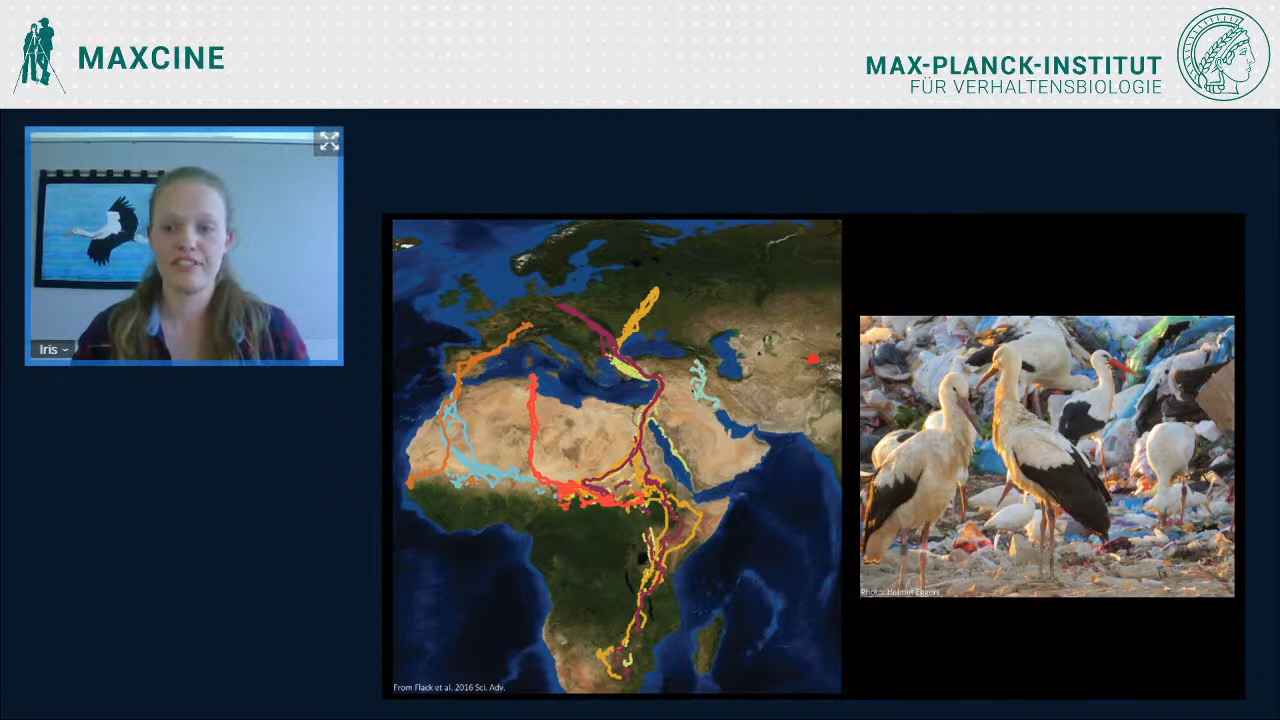 MAXCINE
MAX-PLANCK-INSTITUT
FÜR VERHALTENSBIOLOGIE
Iris
From Flack et al. 2016 Sci. Adv.
Photo: Helmut Eggers